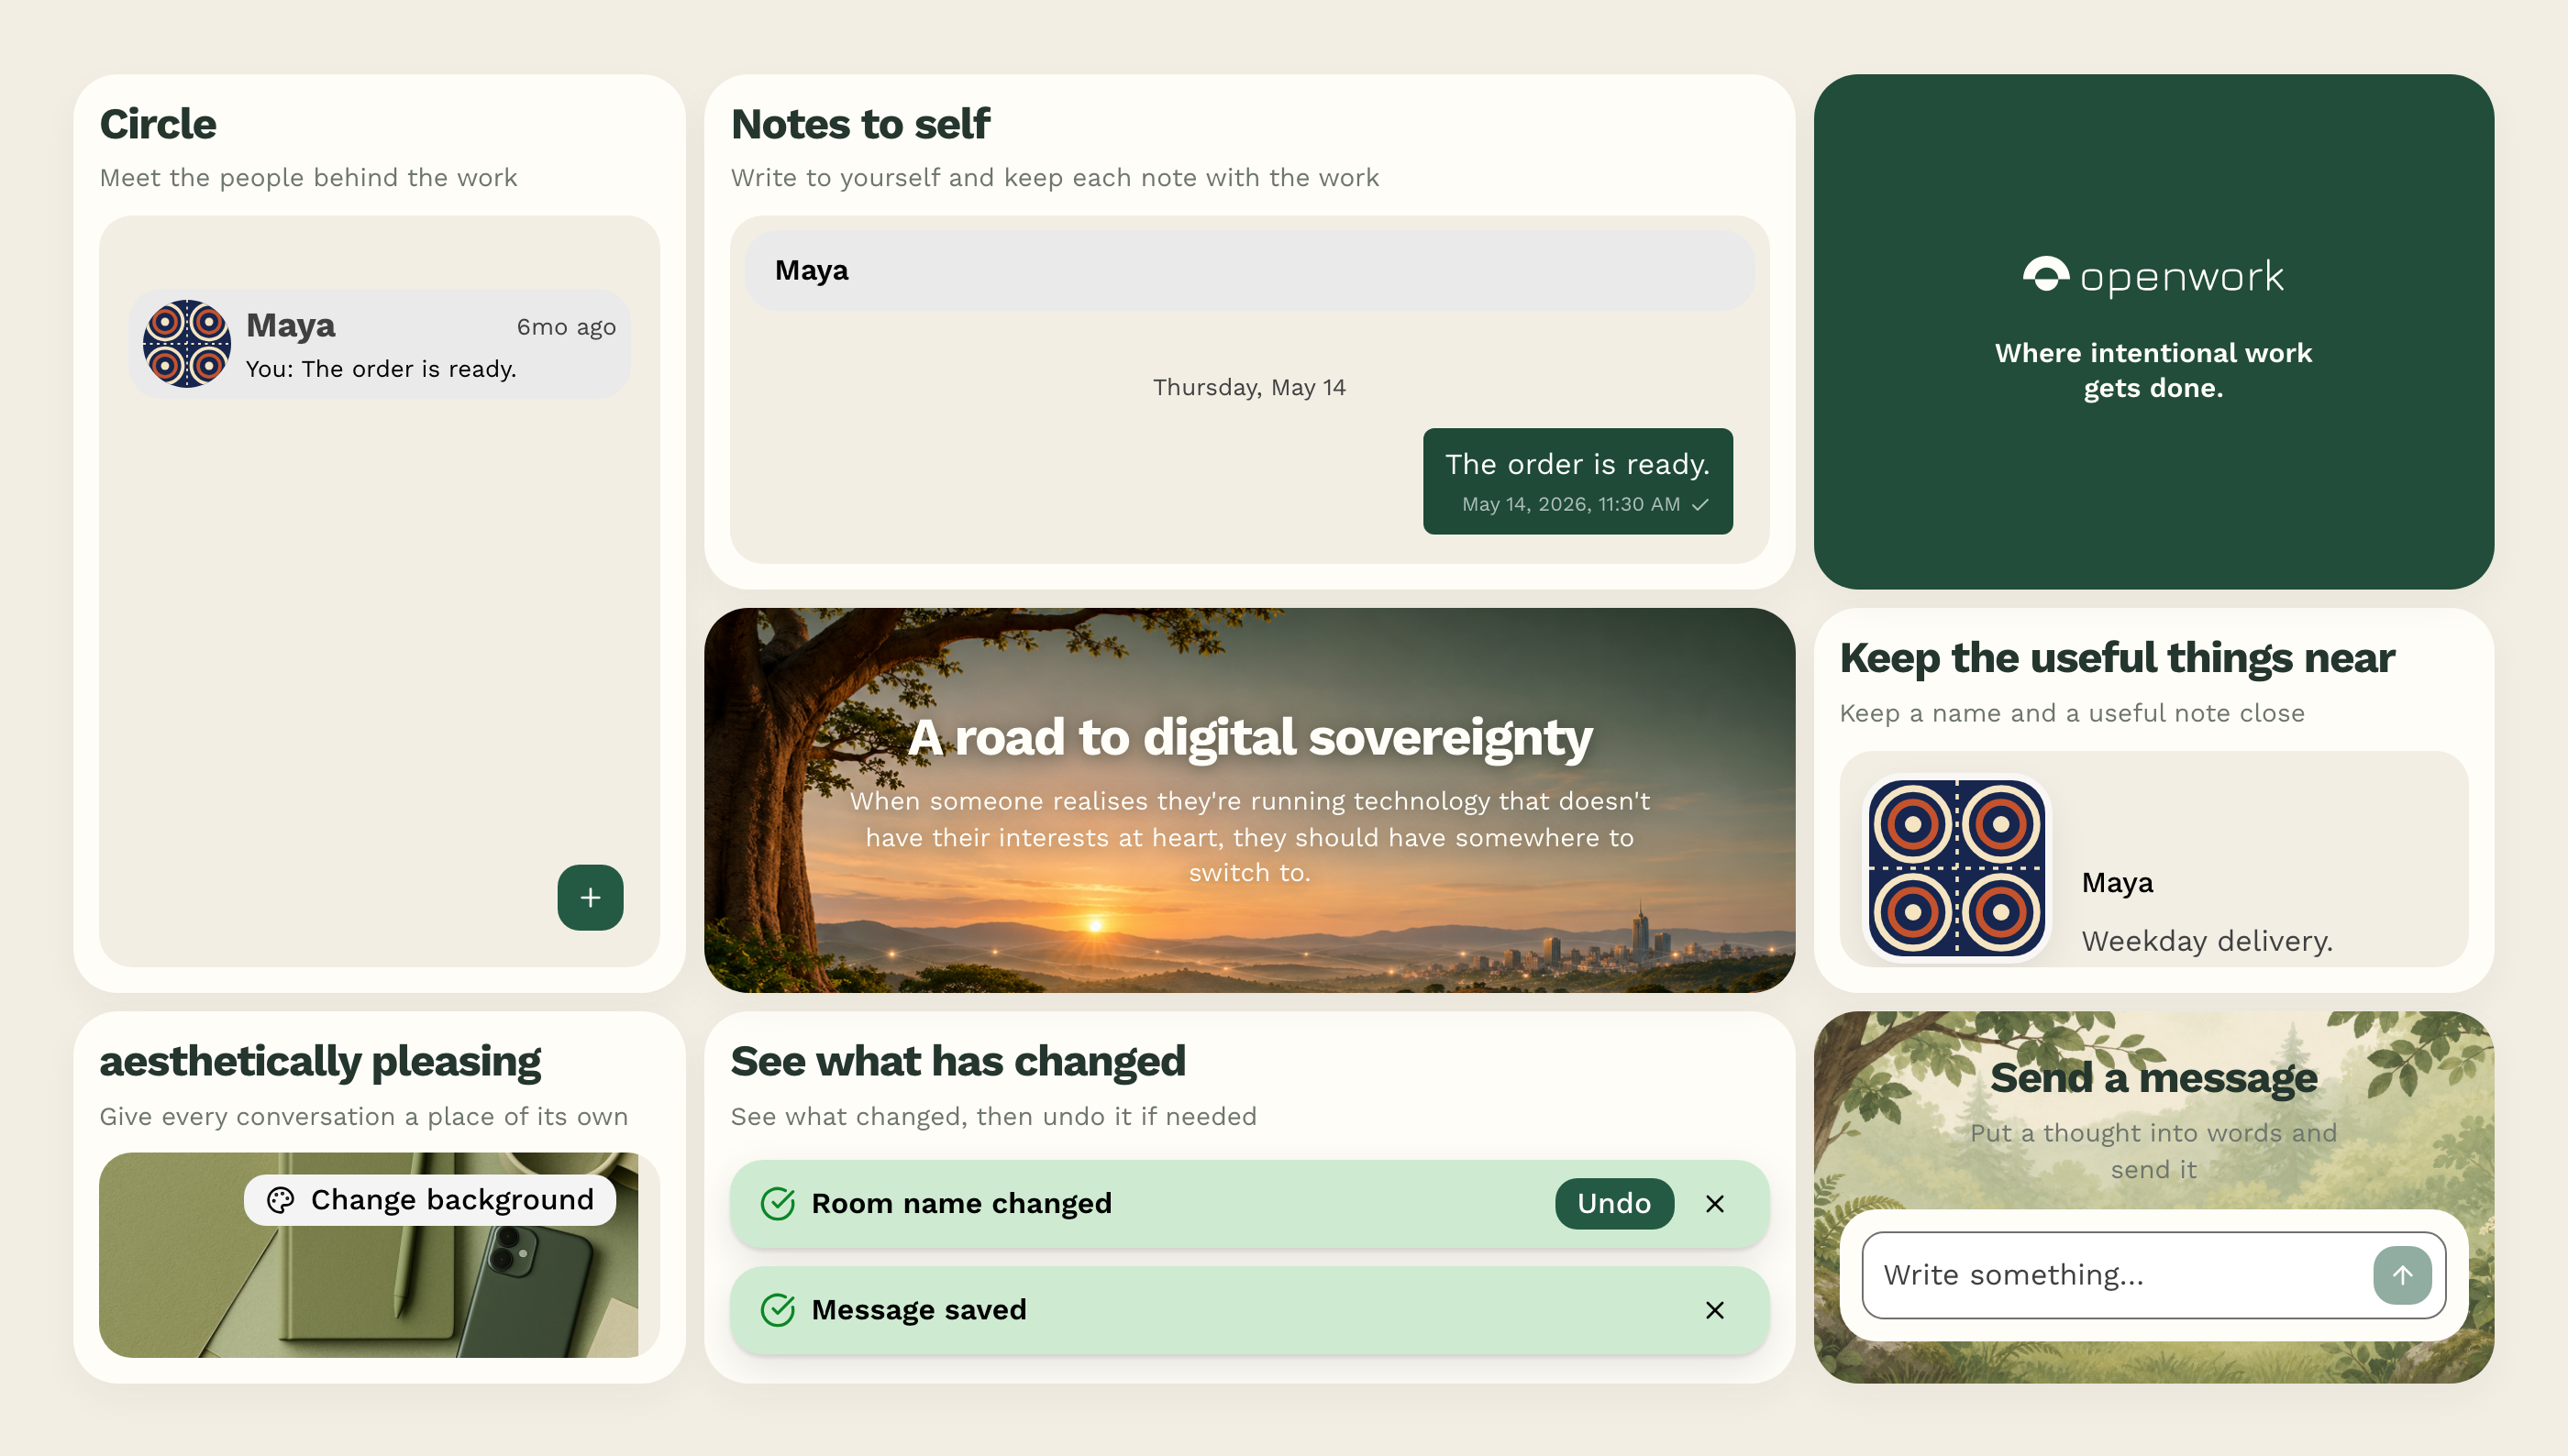 Circle
Meet the people behind the work
Maya
6mo ago
You: The order is ready.
Notes to self
Write to yourself and keep each note with the work
Maya
Thursday, May 14
The order is ready.
May 14, 2026, 11:30 AM
openwork
Where intentional work
gets done.
A road to digital sovereignty
When someone realises they're running technology that doesn't
have their interests at heart, they should have somewhere to
switch to.
Keep the useful things near
Keep a name and a useful note close
Maya
Weekday delivery.
aesthetically pleasing
Give every conversation a place of its own
Change background
See what has changed
See what changed, then undo it if needed
Room name changed
Undo
Message saved
Send a message
Put a thought into words and
send it
Write something...